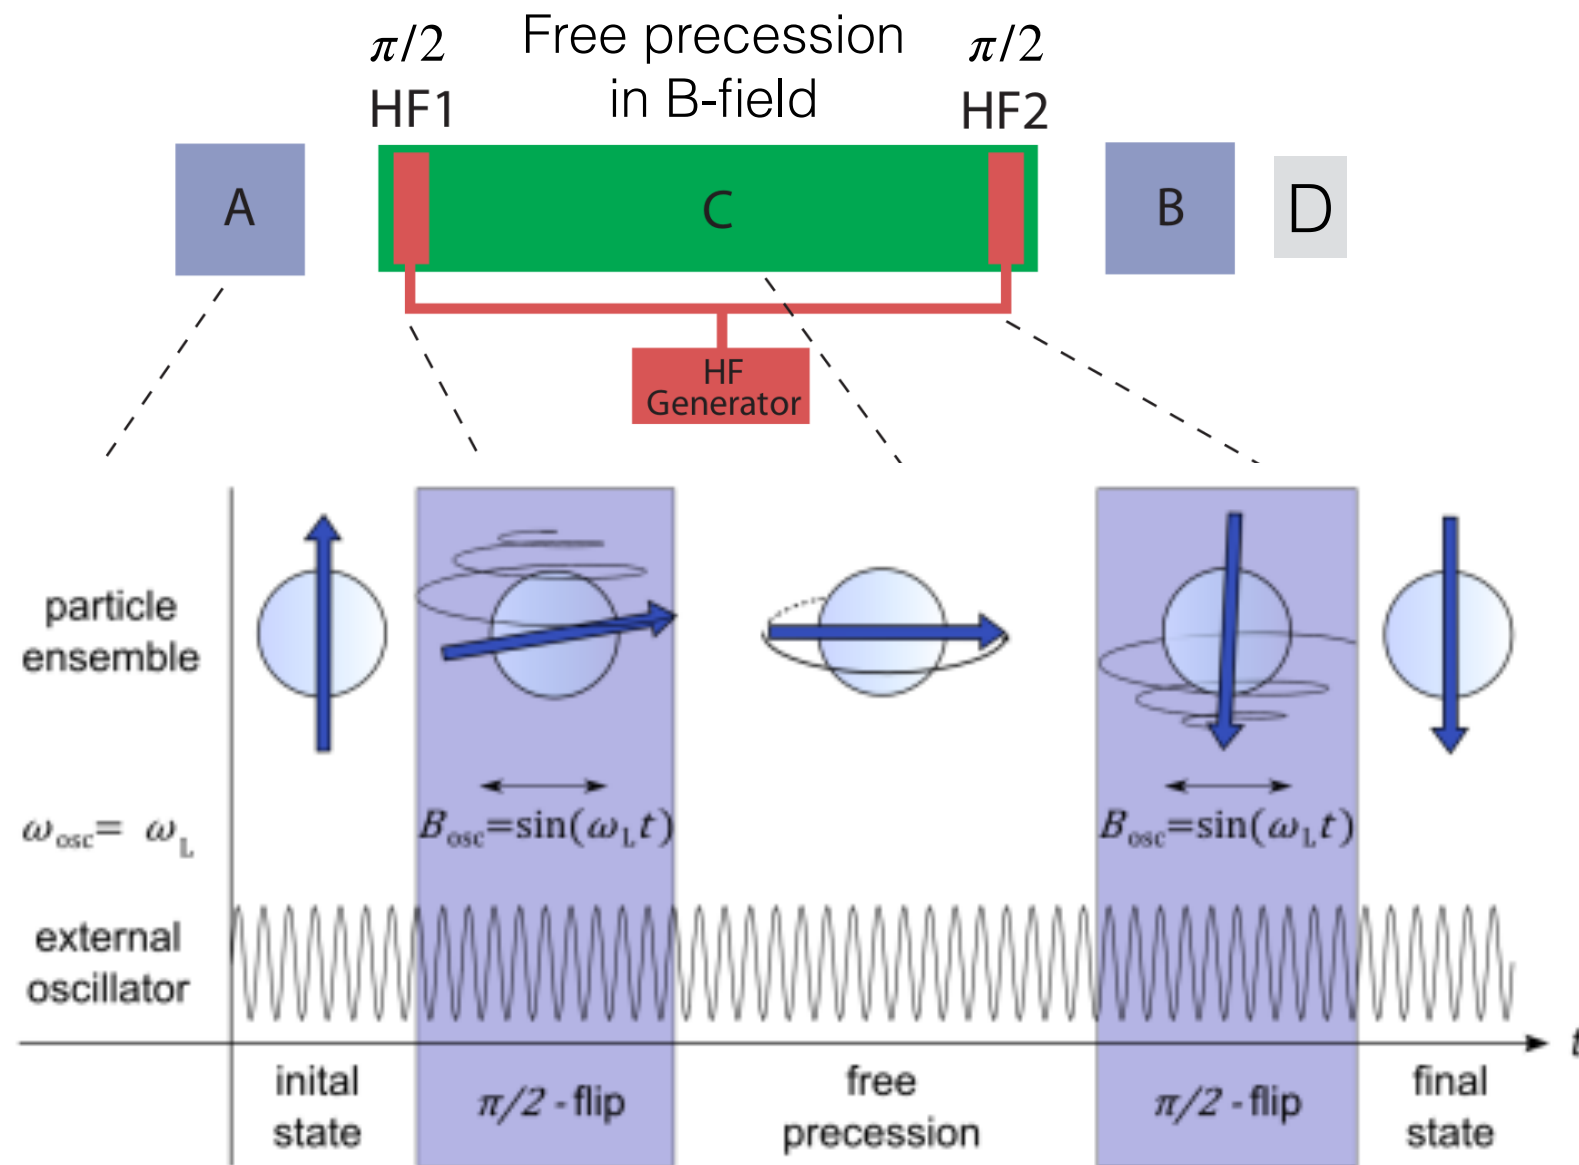 π/2 Free precession π/2
HF1 in B-field HF2
A C B D
HF
Generator
particle
ensemble
ω_osc= ω_L B_osc=sin(ω_L t) B_osc=sin(ω_L t)
external
oscillator
t
inital
state
π/2 - flip
free
precession
π/2 - flip
final
state